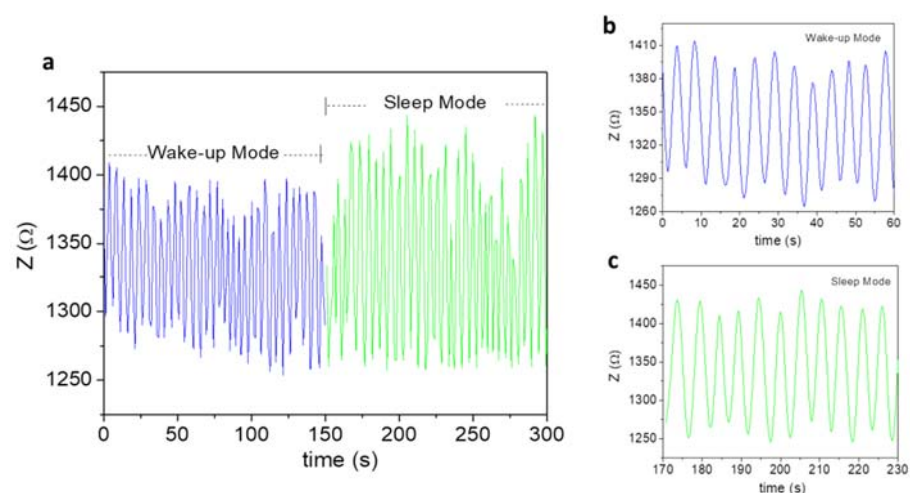 a
Wake-up Mode
Sleep Mode
Z (Ω)
1450
1400
1350
1300
1250
0
50
100
150
200
250
300
time (s)
b
Wake-up Mode
Z (Ω)
1410
1380
1350
1320
1290
1260
0
10
20
30
40
50
60
time (s)
c
Sleep Mode
Z (Ω)
1450
1400
1350
1300
1250
170
180
190
200
210
220
230
time (s)